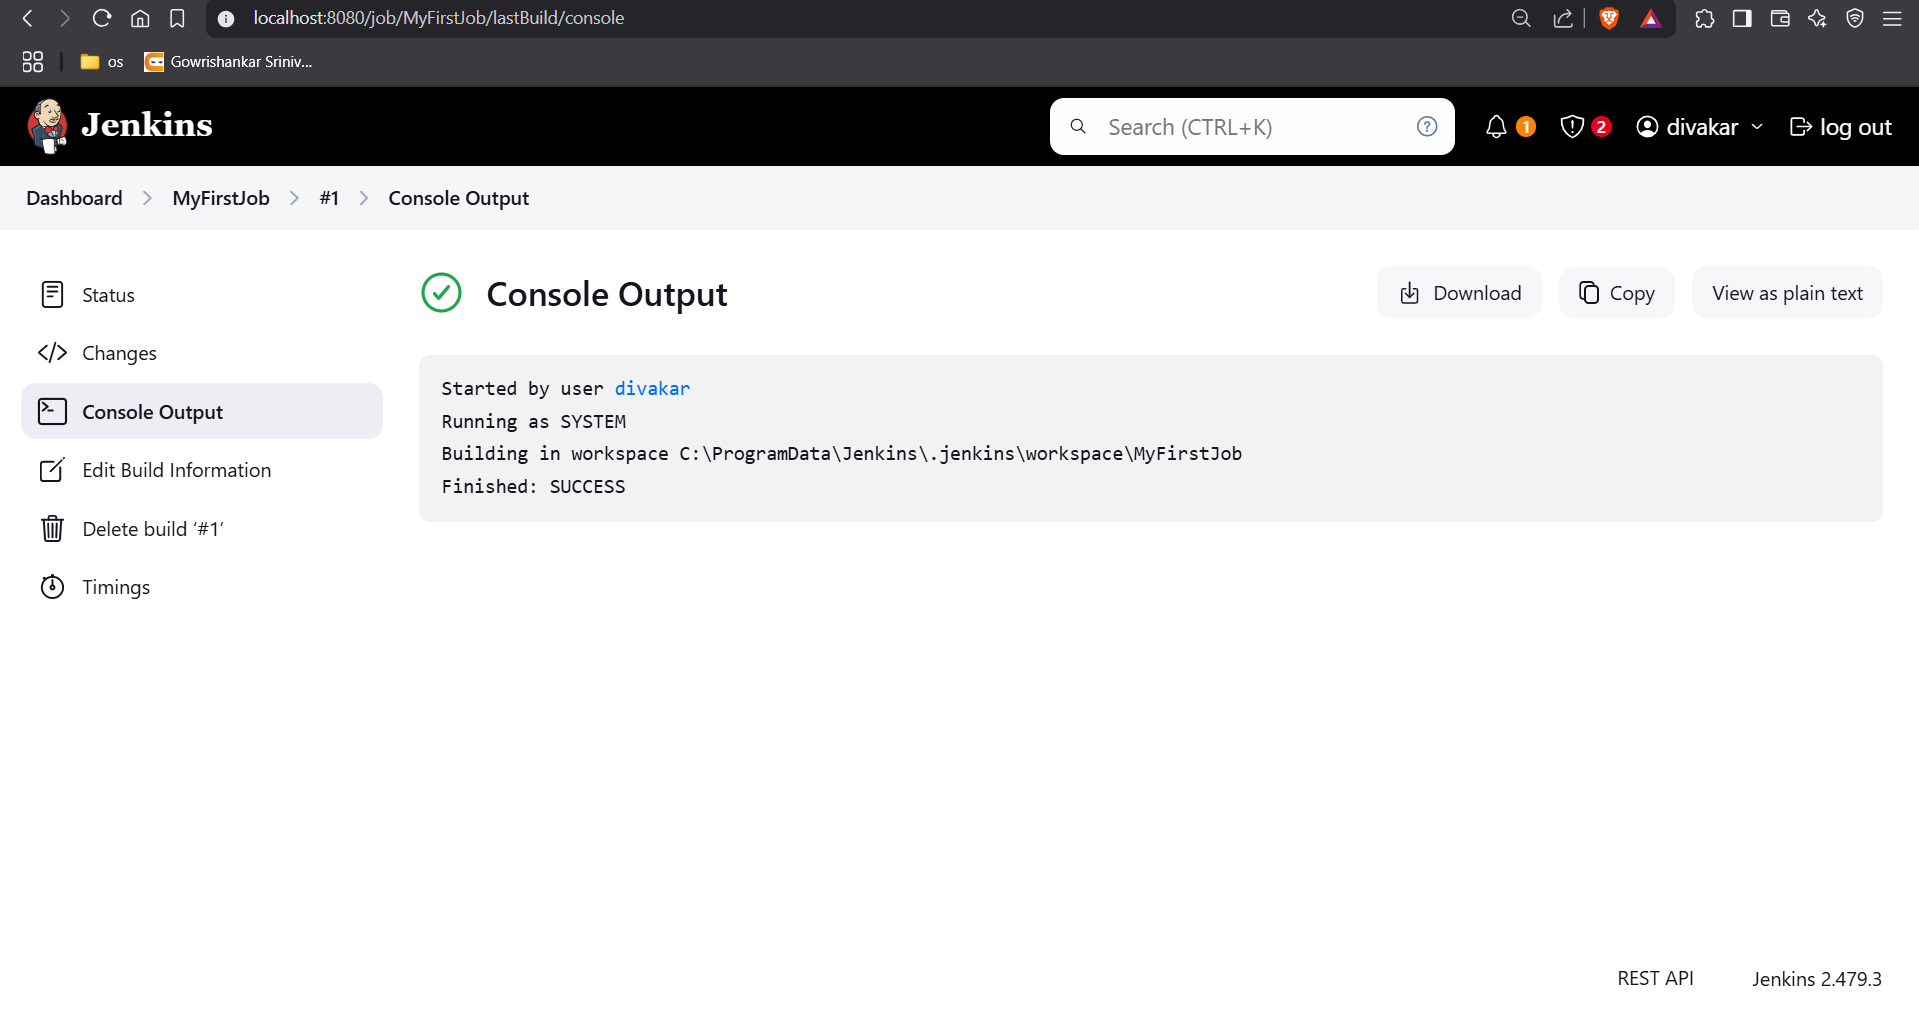 localhost:8080/job/MyFirstJob/lastBuild/console
os Gowrishankar Sriniv...
Jenkins
Search (CTRL+K)
1
2
divakar
log out
Dashboard MyFirstJob #1 Console Output
Status
Changes
Console Output
Edit Build Information
Delete build ‘#1’
Timings
Console Output
Download
Copy
View as plain text
Started by user divakar
Running as SYSTEM
Building in workspace C:\ProgramData\Jenkins\.jenkins\workspace\MyFirstJob
Finished: SUCCESS
REST API Jenkins 2.479.3